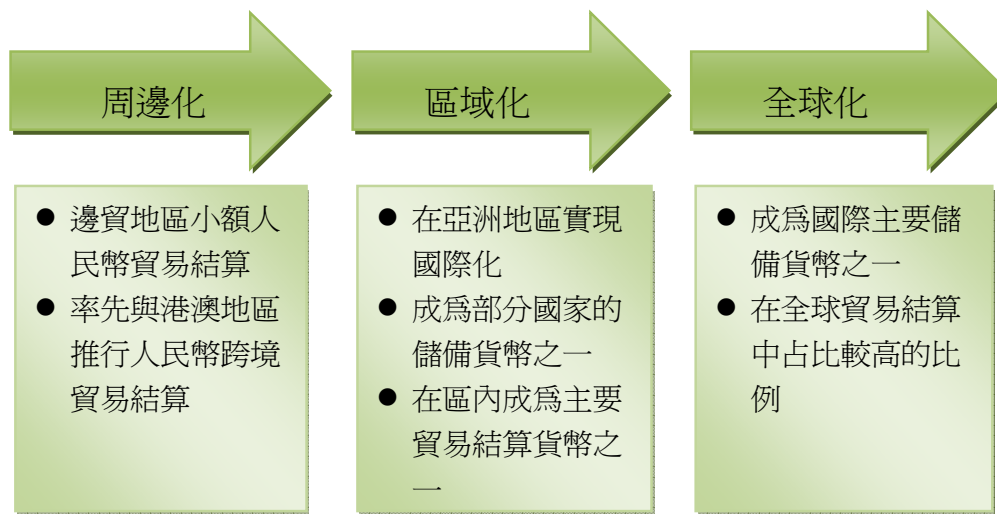 周邊化
區域化
全球化
● 邊貿地區小額人
民幣貿易結算
● 率先與港澳地區
推行人民幣跨境
貿易結算
● 在亞洲地區實現
國際化
● 成爲部分國家的
儲備貨幣之一
● 在區內成爲主要
貿易結算貨幣之
一
● 成爲國際主要儲
備貨幣之一
● 在全球貿易結算
中占比較高的比
例